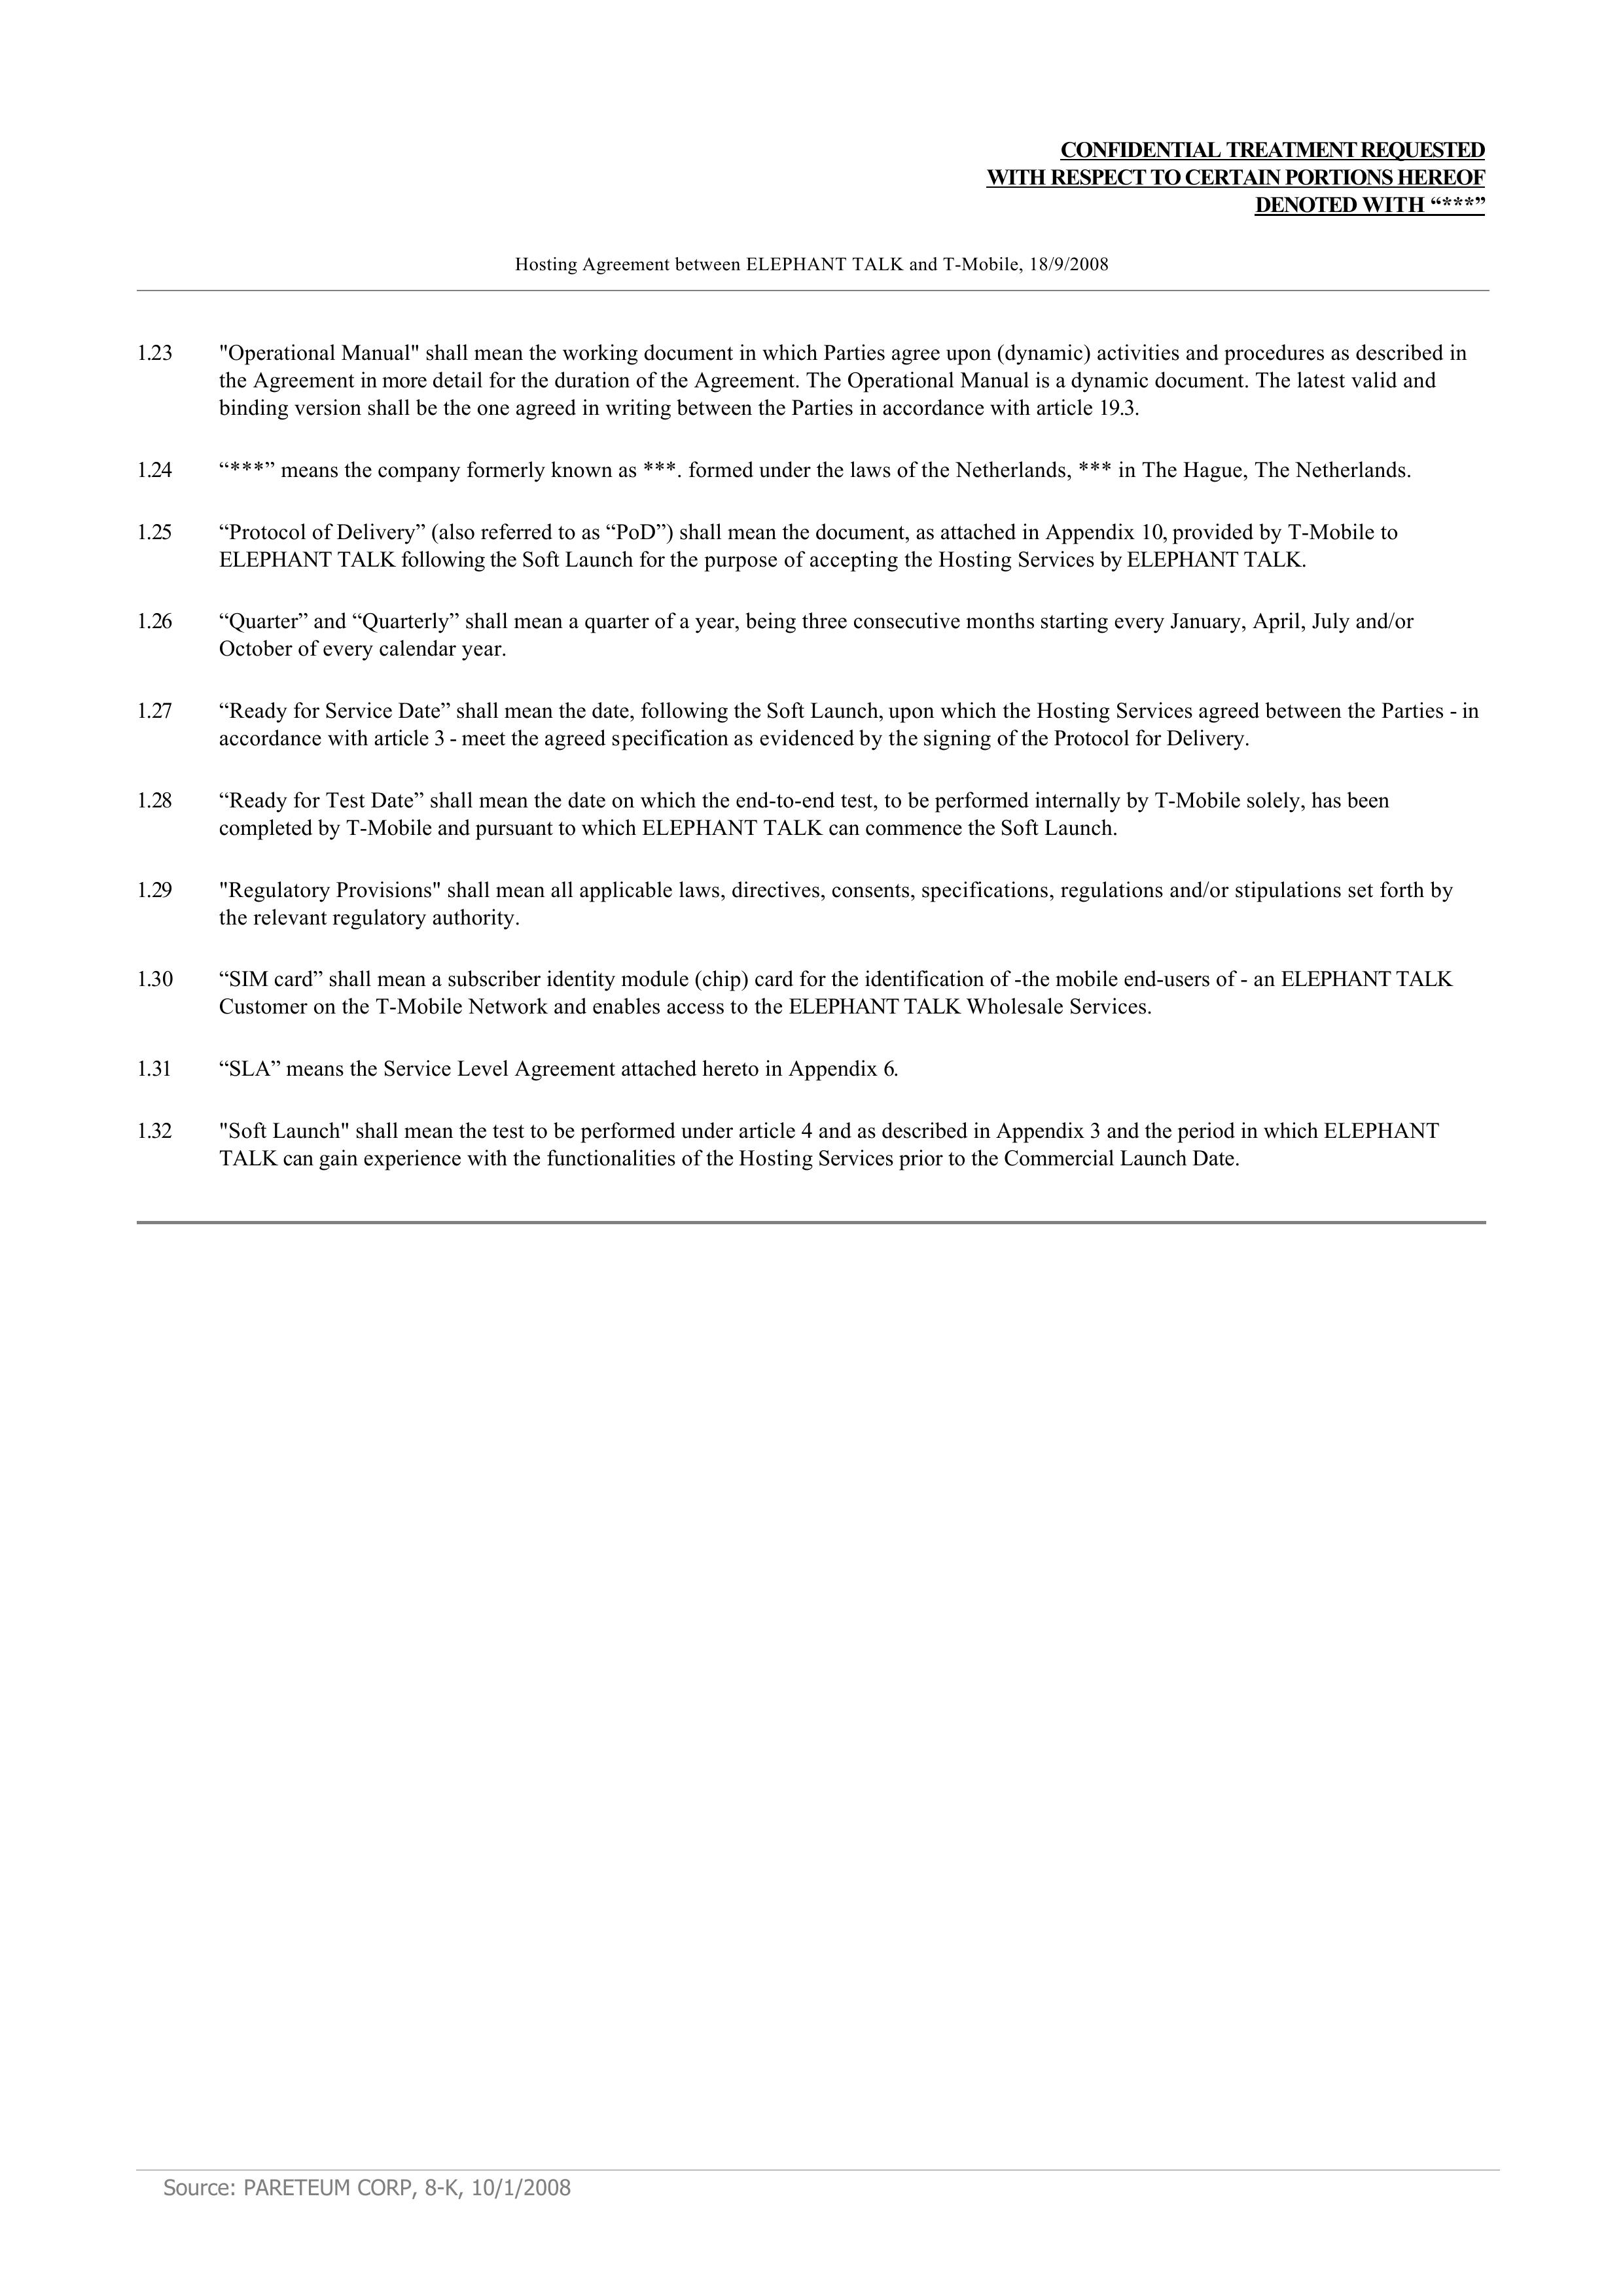 CONFIDENTIAL TREATMENT REQUESTED
WITH RESPECT TO CERTAIN PORTIONS HEREOF
DENOTED WITH “***”
Hosting Agreement between ELEPHANT TALK and T-Mobile, 18/9/2008
1.23 "Operational Manual" shall mean the working document in which Parties agree upon (dynamic) activities and procedures as described in
the Agreement in more detail for the duration of the Agreement. The Operational Manual is a dynamic document. The latest valid and
binding version shall be the one agreed in writing between the Parties in accordance with article 19.3.
1.24 “***” means the company formerly known as ***. formed under the laws of the Netherlands, *** in The Hague, The Netherlands.
1.25 “Protocol of Delivery” (also referred to as “PoD”) shall mean the document, as attached in Appendix 10, provided by T-Mobile to
ELEPHANT TALK following the Soft Launch for the purpose of accepting the Hosting Services by ELEPHANT TALK.
1.26 “Quarter” and “Quarterly” shall mean a quarter of a year, being three consecutive months starting every January, April, July and/or
October of every calendar year.
1.27 “Ready for Service Date” shall mean the date, following the Soft Launch, upon which the Hosting Services agreed between the Parties - in
accordance with article 3 - meet the agreed specification as evidenced by the signing of the Protocol for Delivery.
1.28 “Ready for Test Date” shall mean the date on which the end-to-end test, to be performed internally by T-Mobile solely, has been
completed by T-Mobile and pursuant to which ELEPHANT TALK can commence the Soft Launch.
1.29 "Regulatory Provisions" shall mean all applicable laws, directives, consents, specifications, regulations and/or stipulations set forth by
the relevant regulatory authority.
1.30 “SIM card” shall mean a subscriber identity module (chip) card for the identification of -the mobile end-users of - an ELEPHANT TALK
Customer on the T-Mobile Network and enables access to the ELEPHANT TALK Wholesale Services.
1.31 “SLA” means the Service Level Agreement attached hereto in Appendix 6.
1.32 "Soft Launch" shall mean the test to be performed under article 4 and as described in Appendix 3 and the period in which ELEPHANT
TALK can gain experience with the functionalities of the Hosting Services prior to the Commercial Launch Date.
Source: PARETEUM CORP, 8-K, 10/1/2008